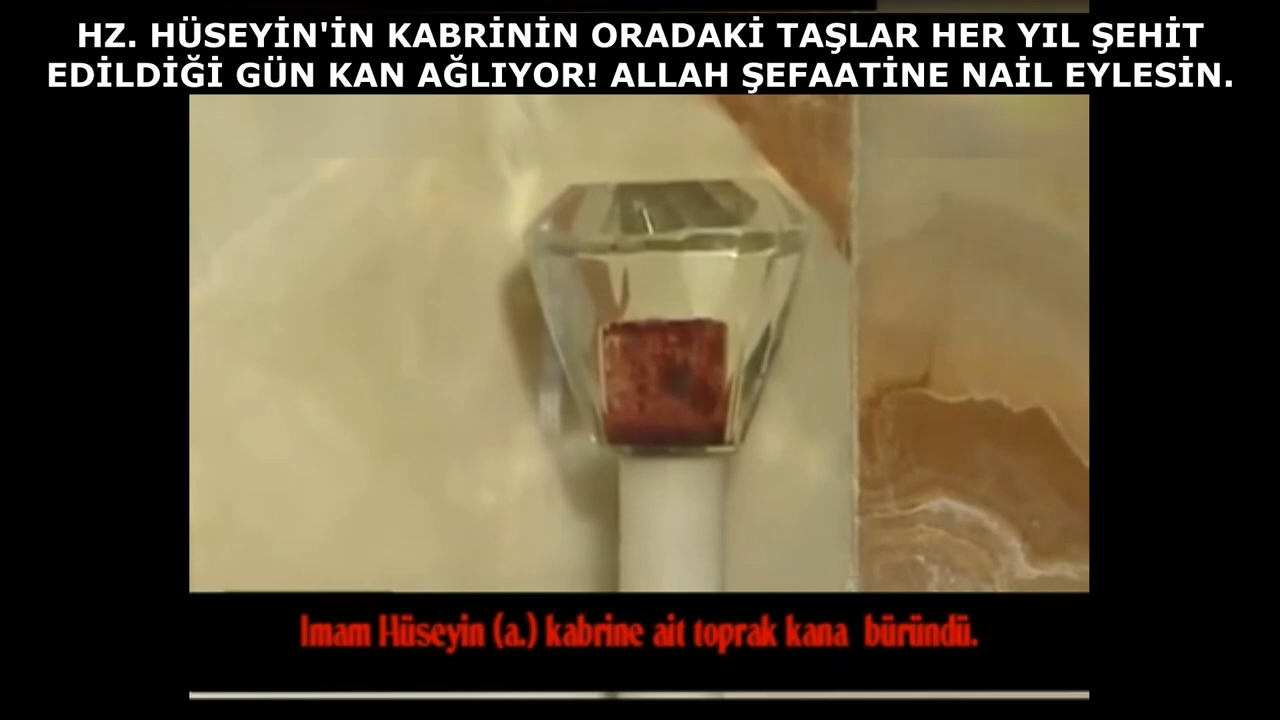 HZ. HÜSEYİN'İN KABRİNİN ORADAKİ TAŞLAR HER YIL ŞEHİT
EDİLDİĞİ GÜN KAN AĞLIYOR! ALLAH ŞEFAATİNE NAİL EYLESİN.
Imam Hüseyin (a.) kabrine ait toprak kana büründü.